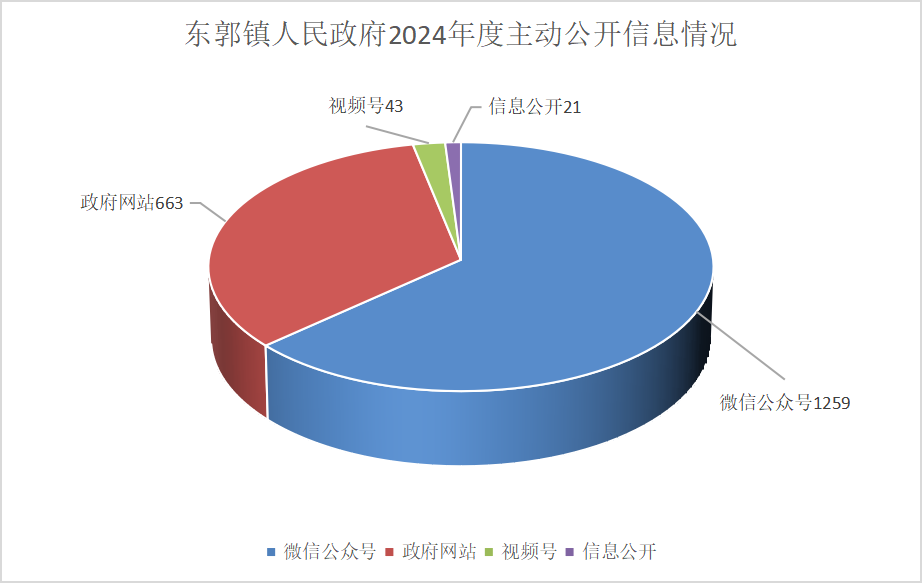 东郭镇人民政府2024年度主动公开信息情况
视频号43
信息公开21
政府网站663
微信公众号1259
微信公众号 政府网站 视频号 信息公开